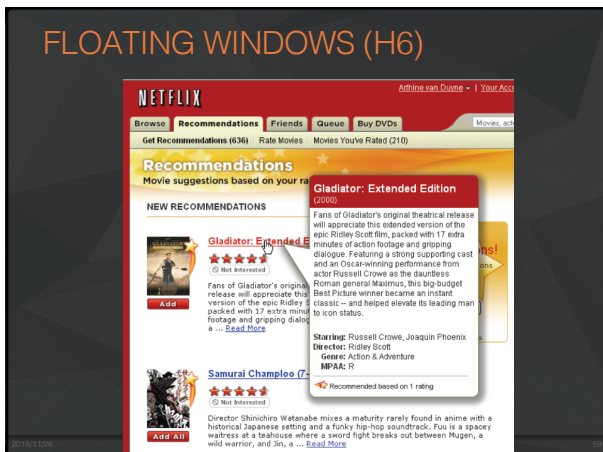 FLOATING WINDOWS (H6)
NETFLIX
Arthine van Duyne | Your Acc
Browse Recommendations Friends Queue Buy DVDs
Movies, act
Get Recommendations (636) Rate Movies Movies You've Rated (210)
Recommendations
Movie suggestions based on your ra
NEW RECOMMENDATIONS
Gladiator: Extended E
Not Interested
Fans of Gladiator's original
release will appreciate this
version of the epic Ridley S
packed with 17 extra minut
footage and gripping dialog
a ... Read More
Add
Gladiator: Extended Edition
(2000)
Fans of Gladiator's original theatrical release
will appreciate this extended version of the
epic Ridley Scott film, packed with 17 extra
minutes of action footage and gripping
dialogue. Featuring a strong supporting cast
and an Oscar-winning performance from
actor Russell Crowe as the dauntless
Roman general Maximus, this big-budget
Best Picture winner became an instant
classic -- and helped elevate its leading man
to icon status.
Starring: Russell Crowe, Joaquin Phoenix
Director: Ridley Scott
Genre: Action & Adventure
MPAA: R
Recommended based on 1 rating
ns!
ons
Samurai Champloo (7-
Not Interested
Director Shinichiro Watanabe mixes a maturity rarely found in anime with a
historical Japanese setting and a funky hip-hop soundtrack. Fuu is a spacey
waitress at a teahouse where a sword fight breaks out between Mugen, a
wild warrior, and Jin, a ... Read More
Add All
2018/11/26
59